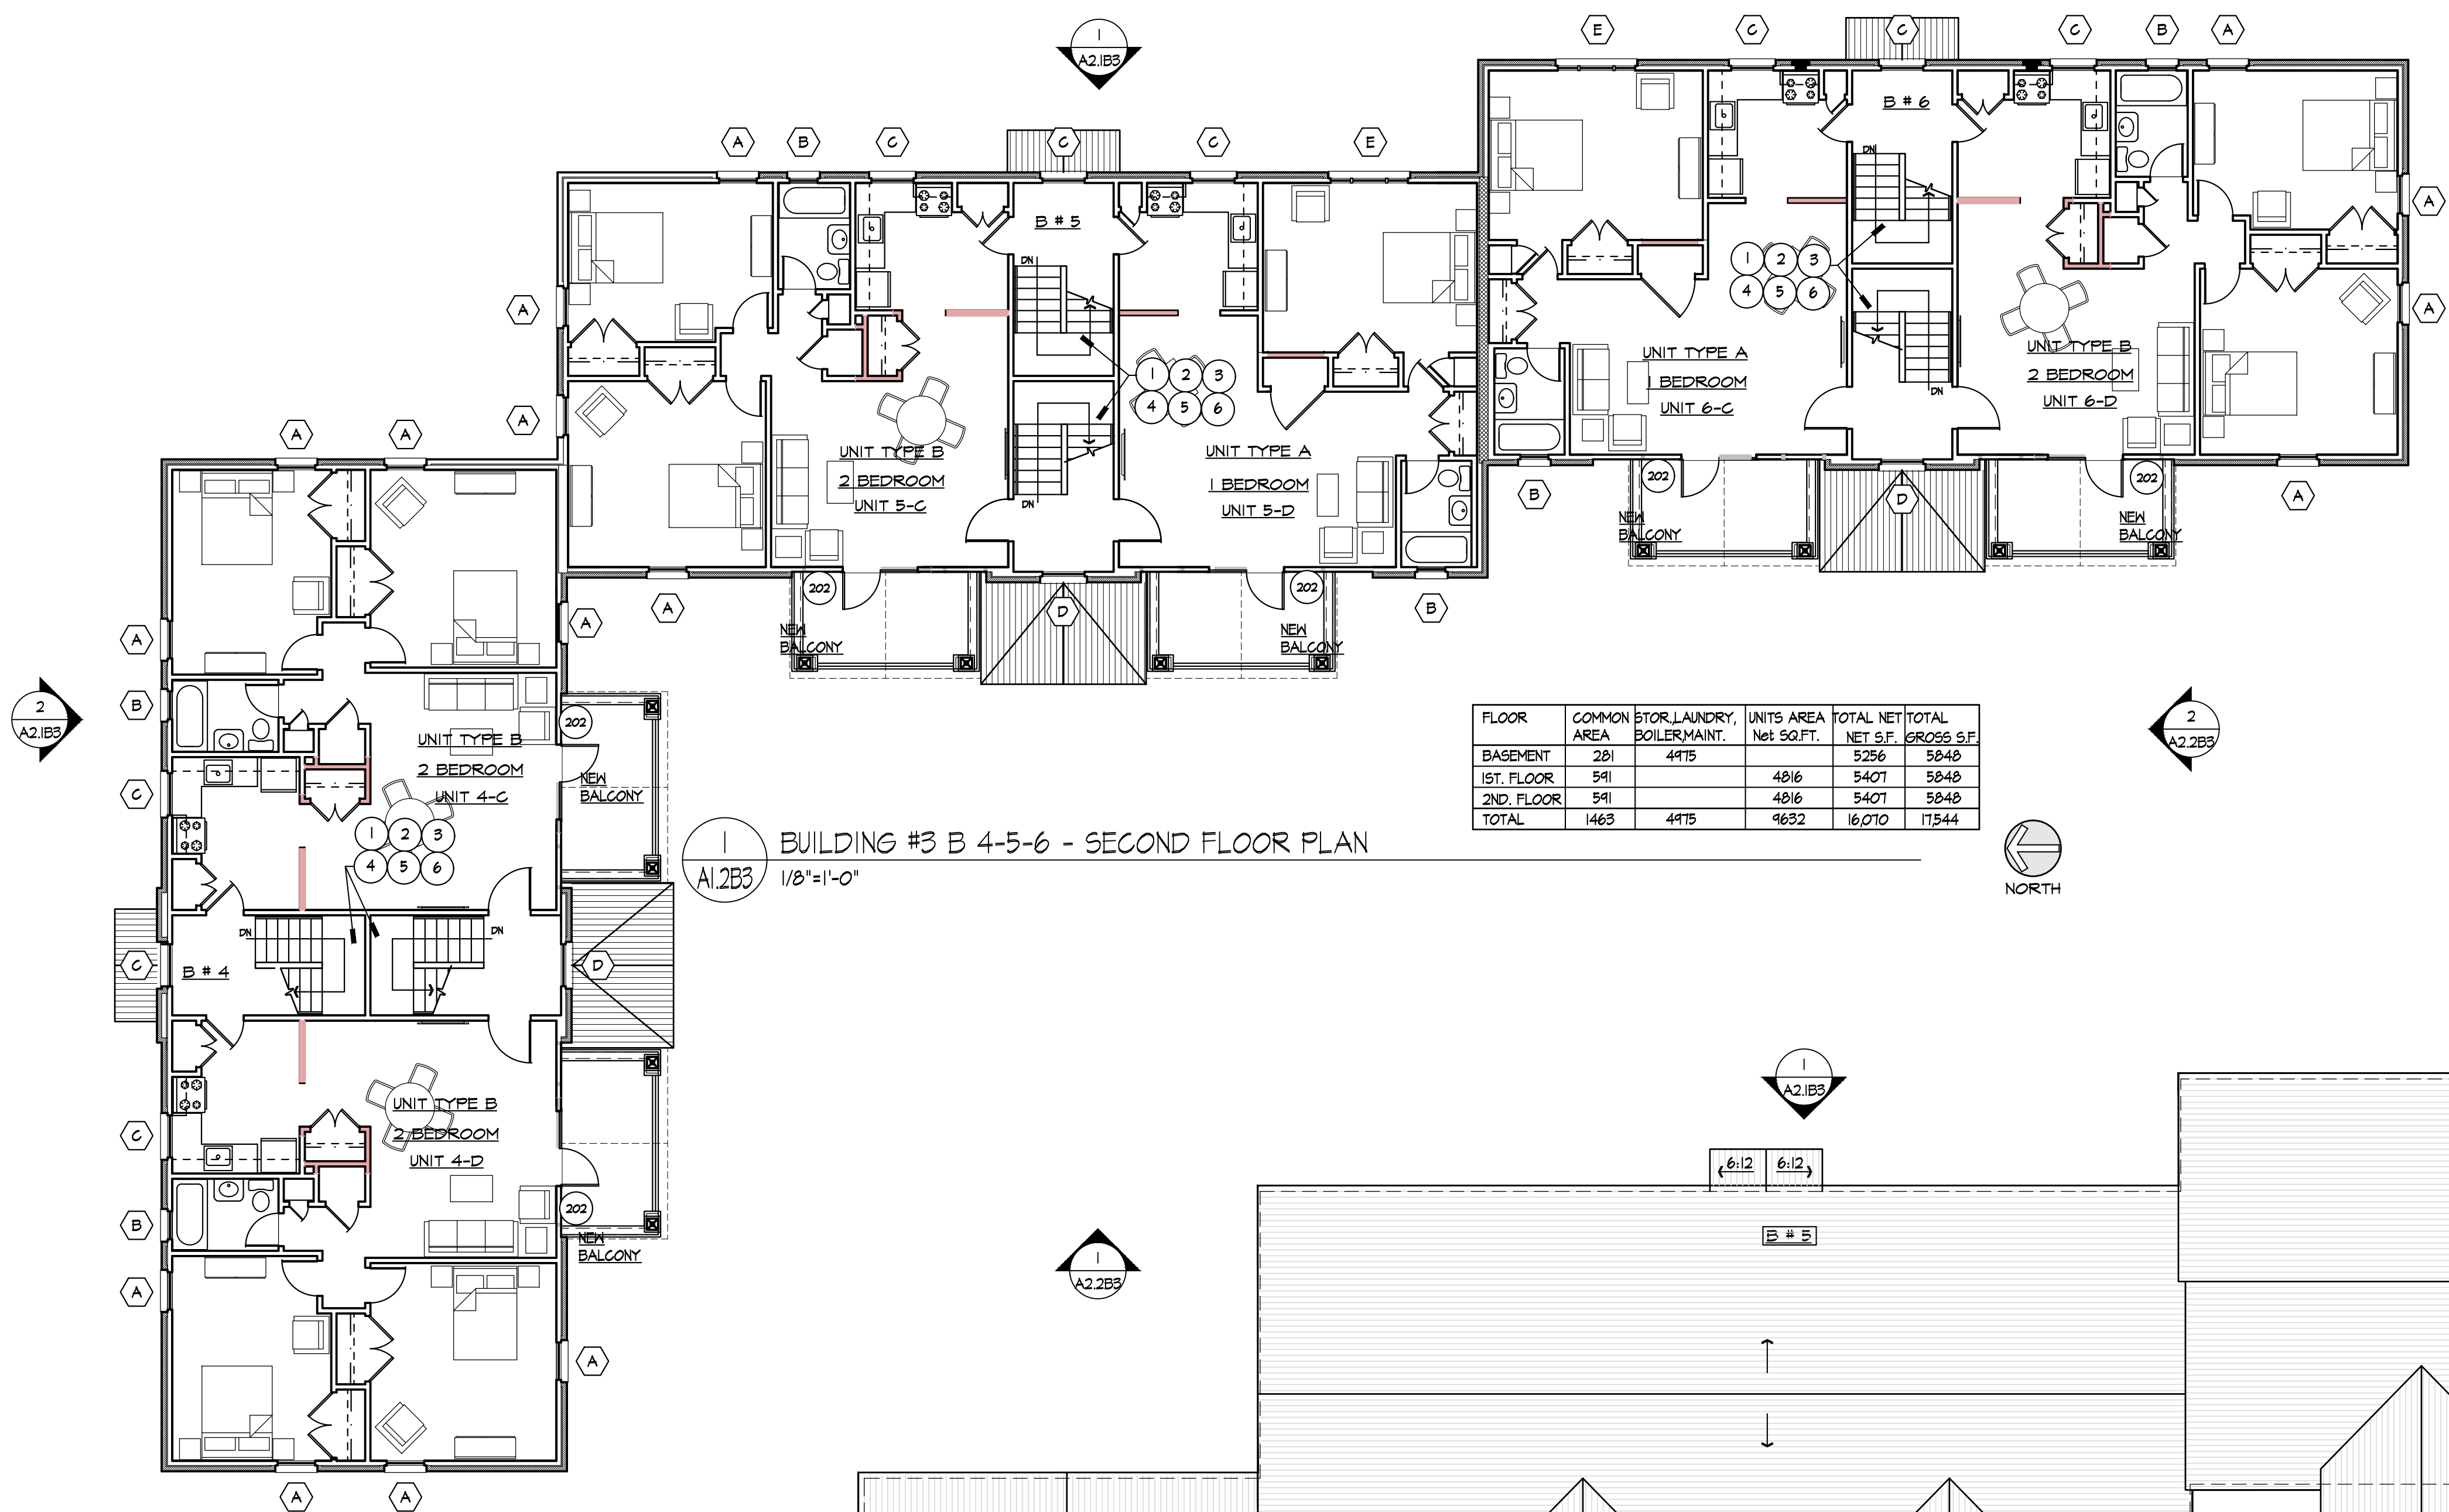 E
C
C
C
B
A
1
A2.1B3
A
B
C
C
C
E
B # 6
DN
A
B # 5
DN
1 2 3
4 5 6
A
A
A
UNIT TYPE A
1 BEDROOM
UNIT 6-C
DN
UNIT TYPE B
2 BEDROOM
UNIT 6-D
1 2 3
4 5 6
A
A
A
UNIT TYPE B
2 BEDROOM
UNIT 5-C
DN
UNIT TYPE A
1 BEDROOM
UNIT 5-D
B
202
NEW
BALCONY
D
202
NEW
BALCONY
A
A
202
NEW
BALCONY
D
202
NEW
BALCONY
B
A
A
2
A2.1B3
B
202
UNIT TYPE B
2 BEDROOM
UNIT 4-C
NEW
BALCONY
C
1 2 3
4 5 6
FLOOR COMMON AREA STOR.,LAUNDRY, BOILER,MAINT. UNITS AREA Net SQ.FT. TOTAL NET NET S.F. TOTAL GROSS S.F.
BASEMENT 281 4975 5256 5848
1ST. FLOOR 591 4816 5407 5848
2ND. FLOOR 591 4816 5407 5848
TOTAL 1463 4975 9632 16,070 17,544
2
A2.2B3
1
A1.2B3
BUILDING #3 B 4-5-6 - SECOND FLOOR PLAN
1/8"=1'-0"
NORTH
DN
DN
C
B # 4
D
UNIT TYPE B
2 BEDROOM
UNIT 4-D
C
B
202
NEW
BALCONY
A
A
A
A
1
A2.1B3
6:12 6:12
B # 5
1
A2.2B3